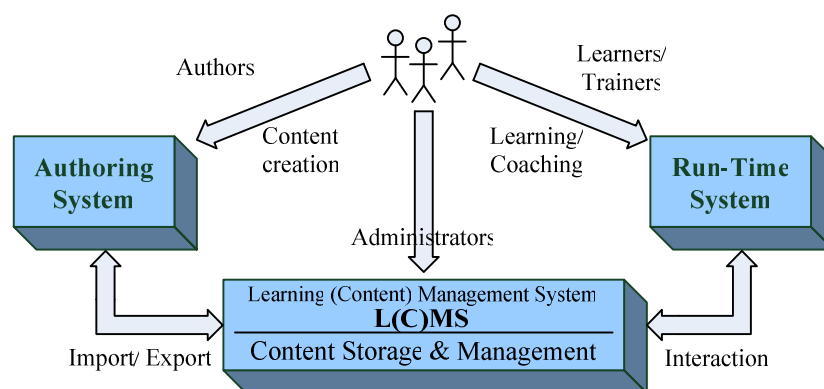 Authors
Learners/
Trainers
Content
creation
Learning/
Coaching
Authoring
System
Run-Time
System
Administrators
Learning (Content) Management System
L(C)MS
Content Storage & Management
Import/ Export
Interaction